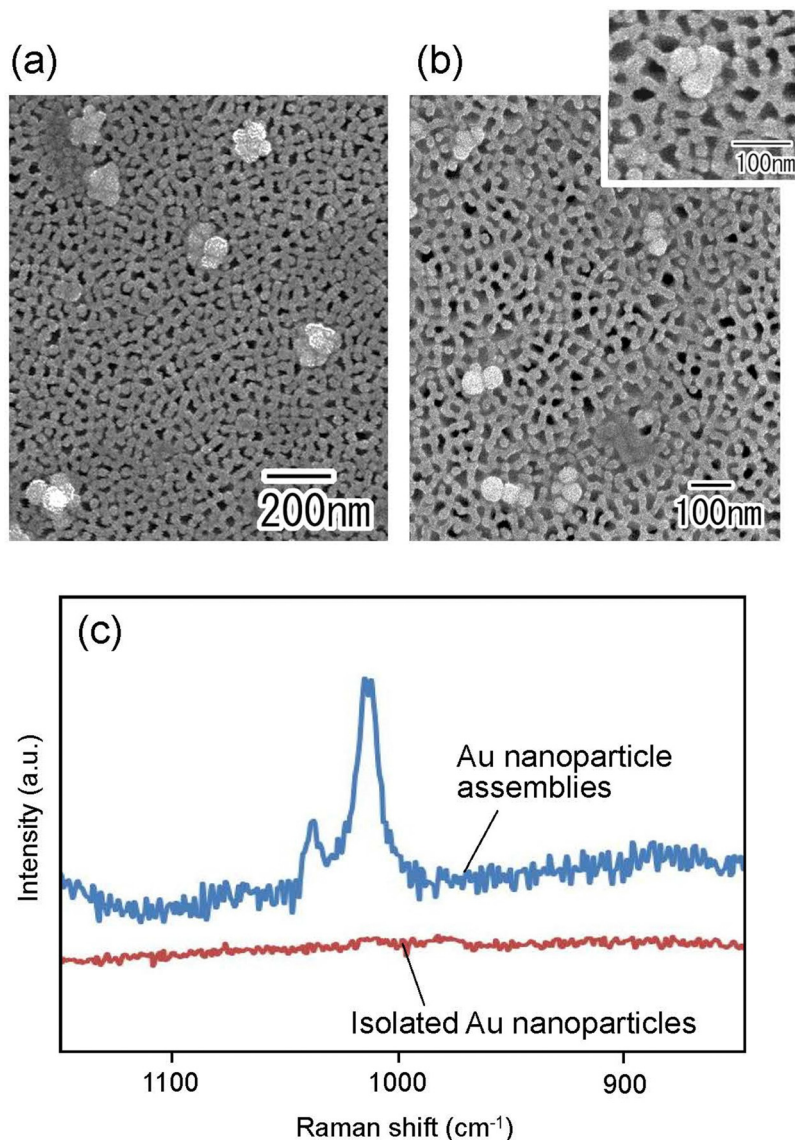 (a)
(b)
100nm
200nm
100nm
(c)
Au nanoparticle
assemblies
Isolated Au nanoparticles
Intensity (a.u.)
1100
1000
900
Raman shift (cm⁻¹)